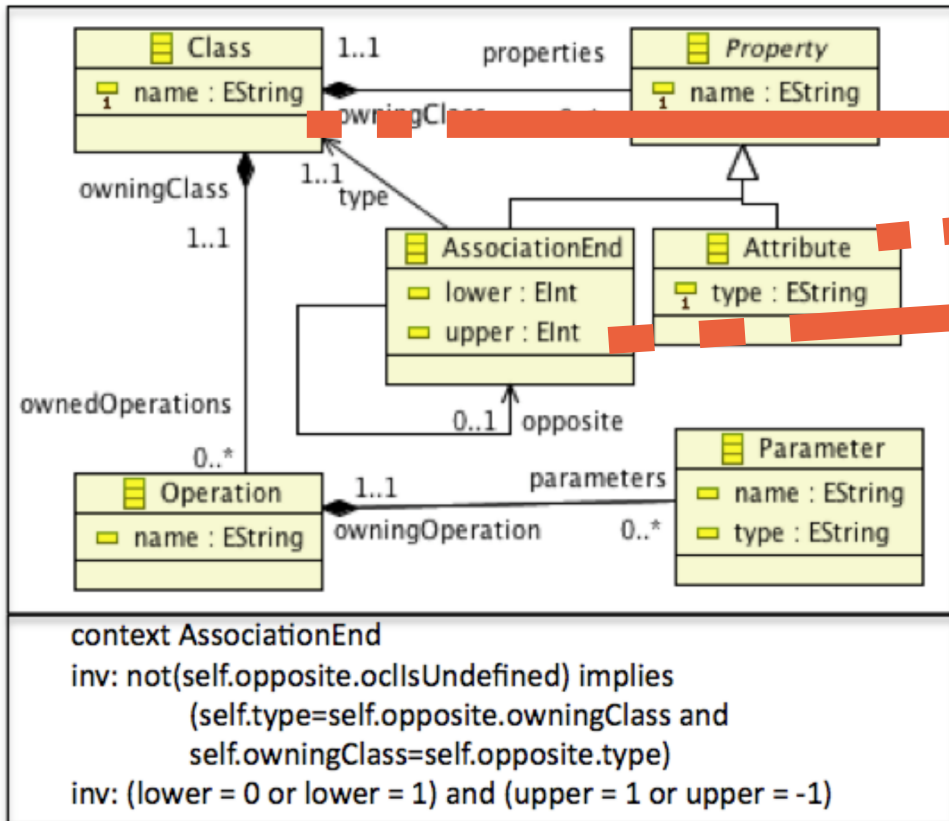 Class
1..1
properties
Property
name : EString
name : EString
owningClass
1..1
type
owningClass
1..1
AssociationEnd
Attribute
lower : EInt
type : EString
upper : EInt
ownedOperations
0..1 opposite
0..*
Parameter
Operation
1..1
parameters
name : EString
name : EString
owningOperation
0..*
type : EString
context AssociationEnd
inv: not(self.opposite.oclIsUndefined) implies
(self.type=self.opposite.owningClass and
self.owningClass=self.opposite.type)
inv: (lower = 0 or lower = 1) and (upper = 1 or upper = -1)